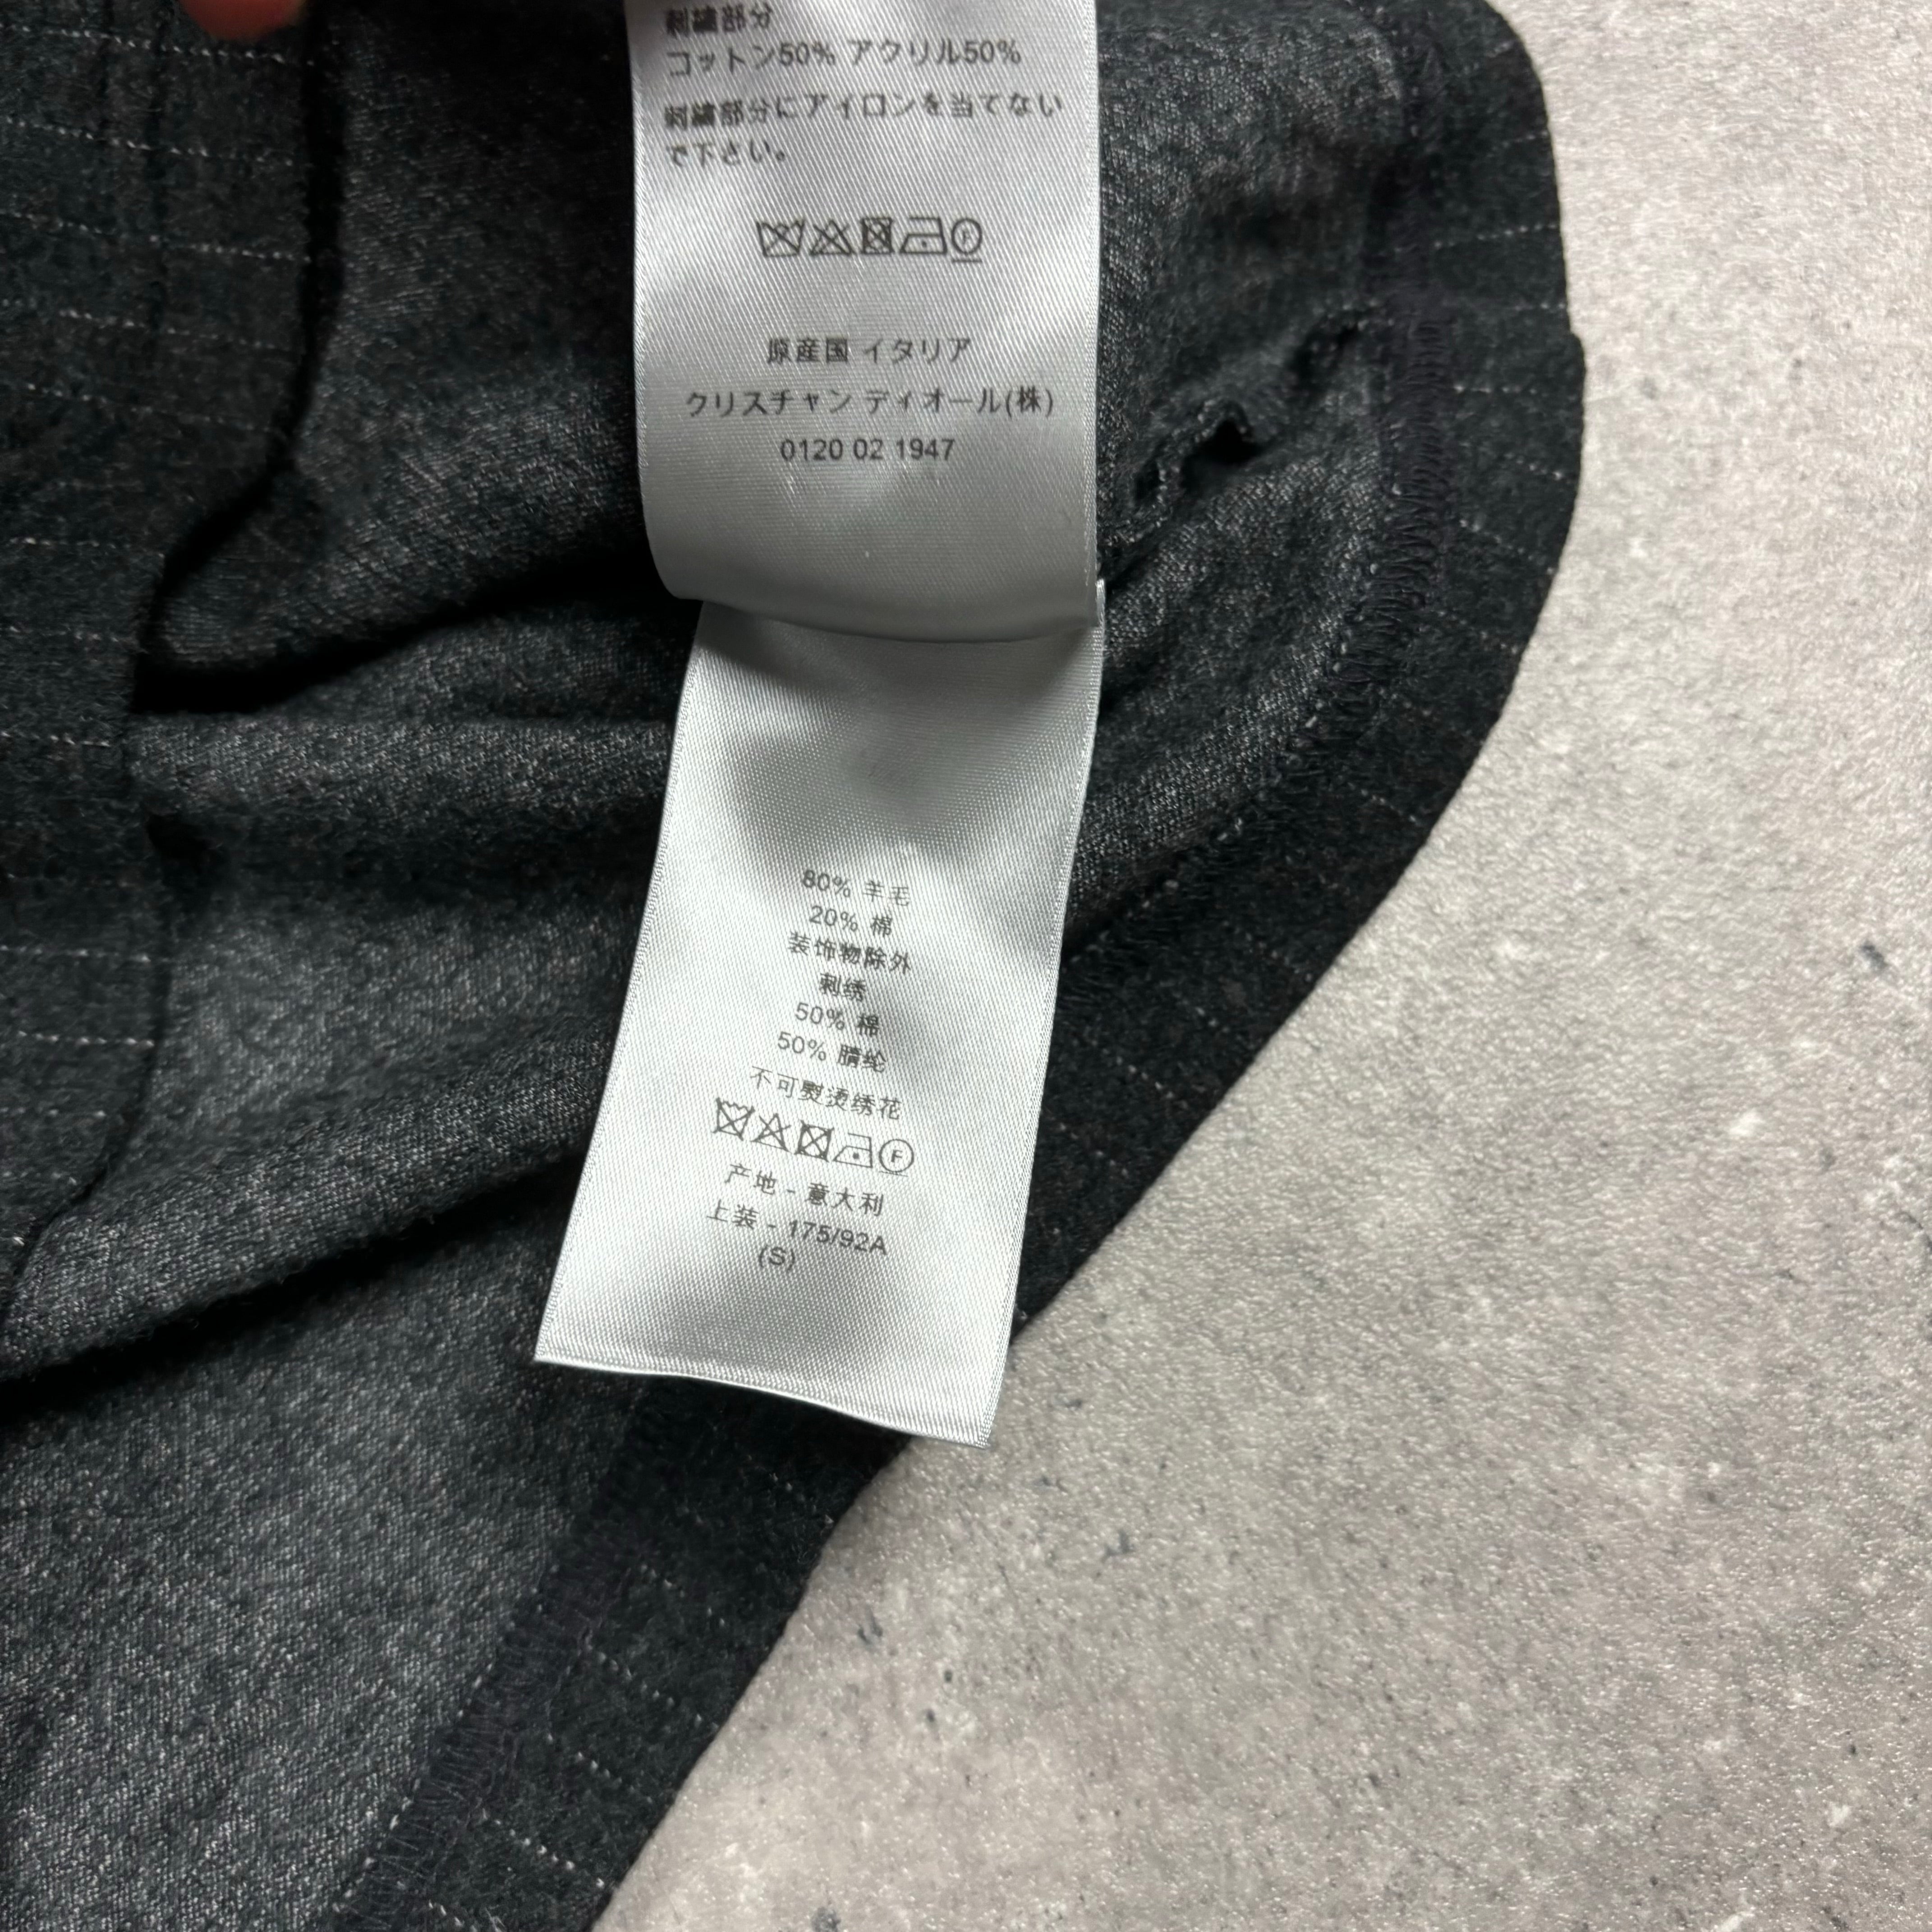 刺繍部分
コットン50% アクリル50%
刺繍部分にアイロンを当てない
で下さい。
F
原産国 イタリア
クリスチャン ディオール(株)
0120 02 1947
80% 羊毛
20% 棉
装饰物除外
刺绣
50% 棉
50% 腈纶
不可熨烫绣花
F
产地 - 意大利
上装 - 175/92A
(S)